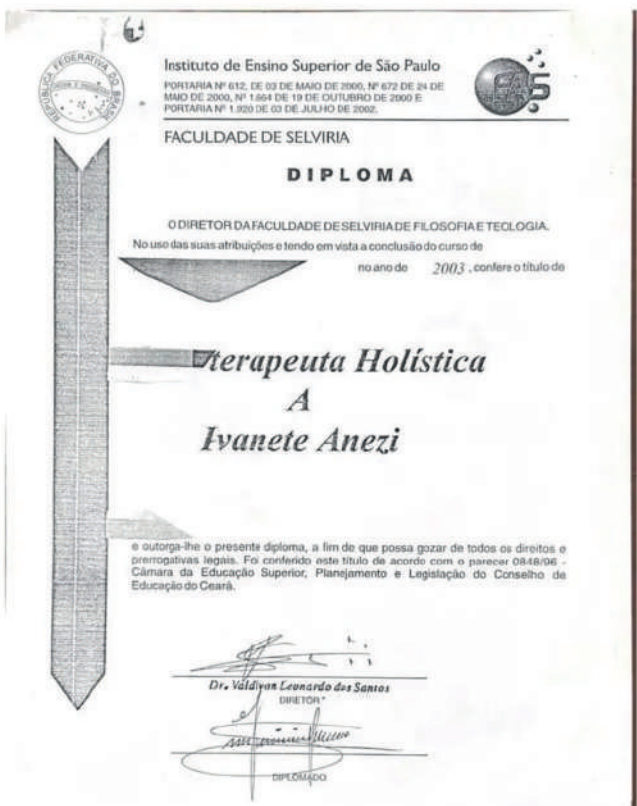 REPUBLICA FEDERATIVA DO BRASIL
Instituto de Ensino Superior de São Paulo
PORTARIA Nº 612, DE 03 DE MAIO DE 2000, Nº 672 DE 24 DE
MAIO DE 2000, Nº 1.864 DE 19 DE OUTUBRO DE 2000 E
PORTARIA Nº 1.920 DE 03 DE JULHO DE 2002.
FACULDADE DE SELVIRIA
DIPLOMA
O DIRETOR DA FACULDADE DE SELVIRIA DE FILOSOFIA E TEOLOGIA.
No uso das suas atribuições e tendo em vista a conclusão do curso de
no ano de 2003, confere o título de
terapeuta Holística
A
Ivanete Anezi
e outorga-lhe o presente diploma, a fim de que possa gozar de todos os direitos e
prerrogativas legais. Foi conferido este título de acordo com o parecer 0848/96 -
Câmara da Educação Superior, Planejamento e Legislação do Conselho de
Educação do Ceará.
Dr. Valdivan Leonardo dos Santos
DIRETOR
DIPLOMADO